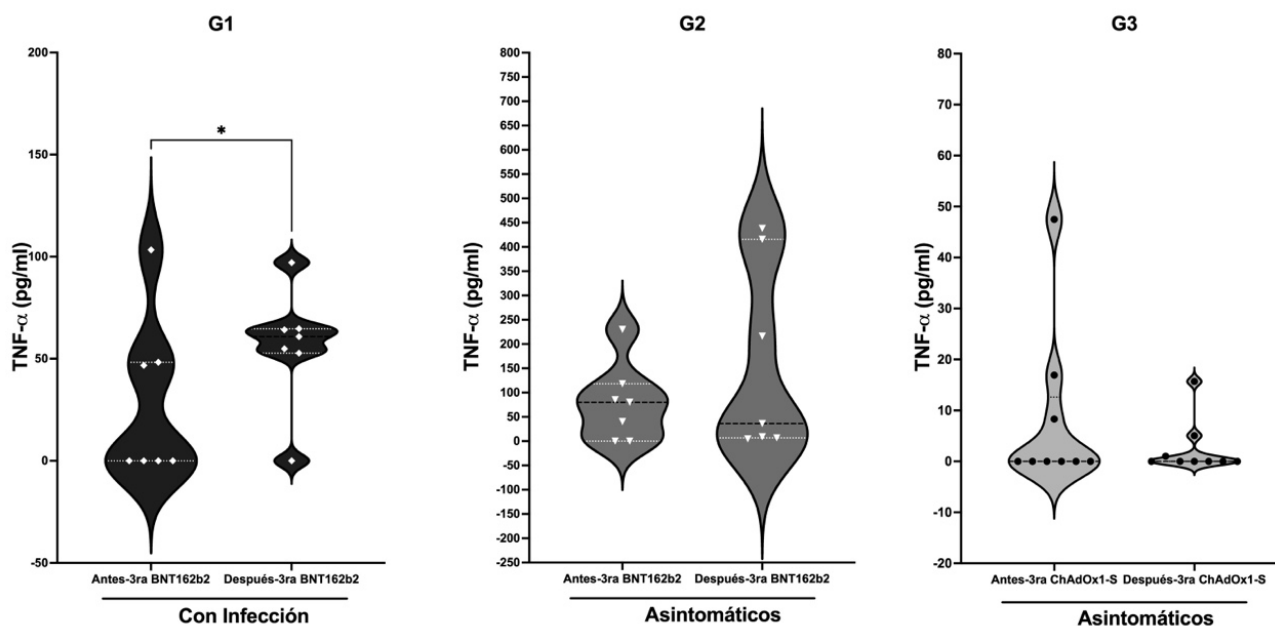 G1
TNF-α (pg/ml)
200
150
100
50
0
-50
*
Antes-3ra BNT162b2
Después-3ra BNT162b2
Con Infección
G2
TNF-α (pg/ml)
800
750
700
650
600
550
500
450
400
350
300
250
200
150
100
50
0
-50
-100
-150
-200
-250
Antes-3ra BNT162b2
Después-3ra BNT162b2
Asintomáticos
G3
TNF-α (pg/ml)
80
70
60
50
40
30
20
10
0
-10
-20
Antes-3ra ChAdOx1-S
Después-3ra ChAdOx1-S
Asintomáticos